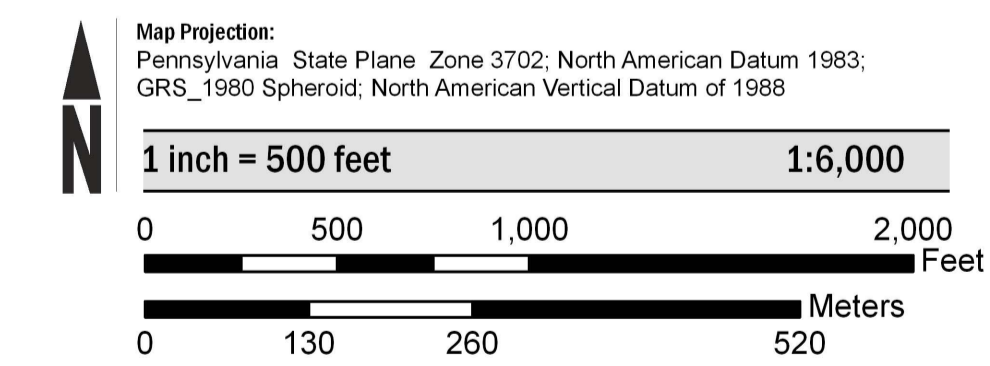 N
Map Projection:
Pennsylvania State Plane Zone 3702; North American Datum 1983;
GRS_1980 Spheroid; North American Vertical Datum of 1988
1 inch = 500 feet 1:6,000
0 500 1,000 2,000
Feet
Meters
0 130 260 520